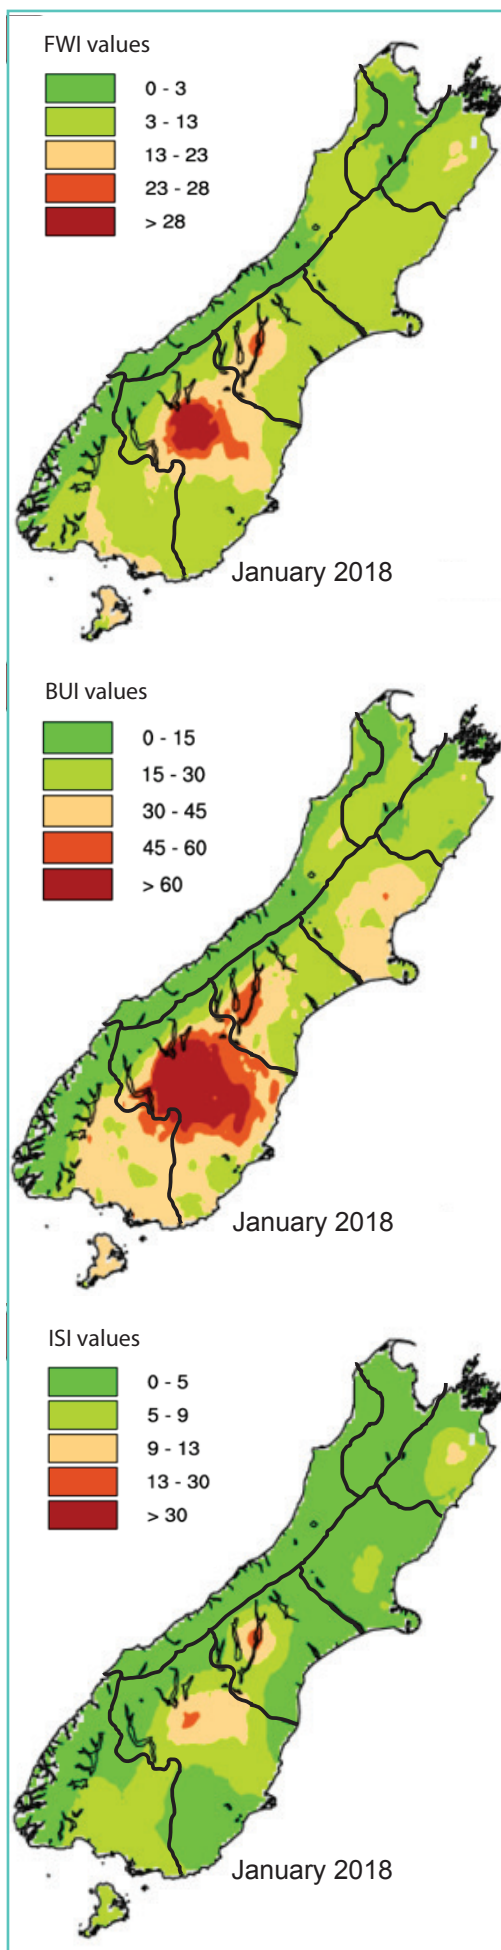 FWI values
0 - 3
3 - 13
13 - 23
23 - 28
> 28
January 2018
BUI values
0 - 15
15 - 30
30 - 45
45 - 60
> 60
January 2018
ISI values
0 - 5
5 - 9
9 - 13
13 - 30
> 30
January 2018